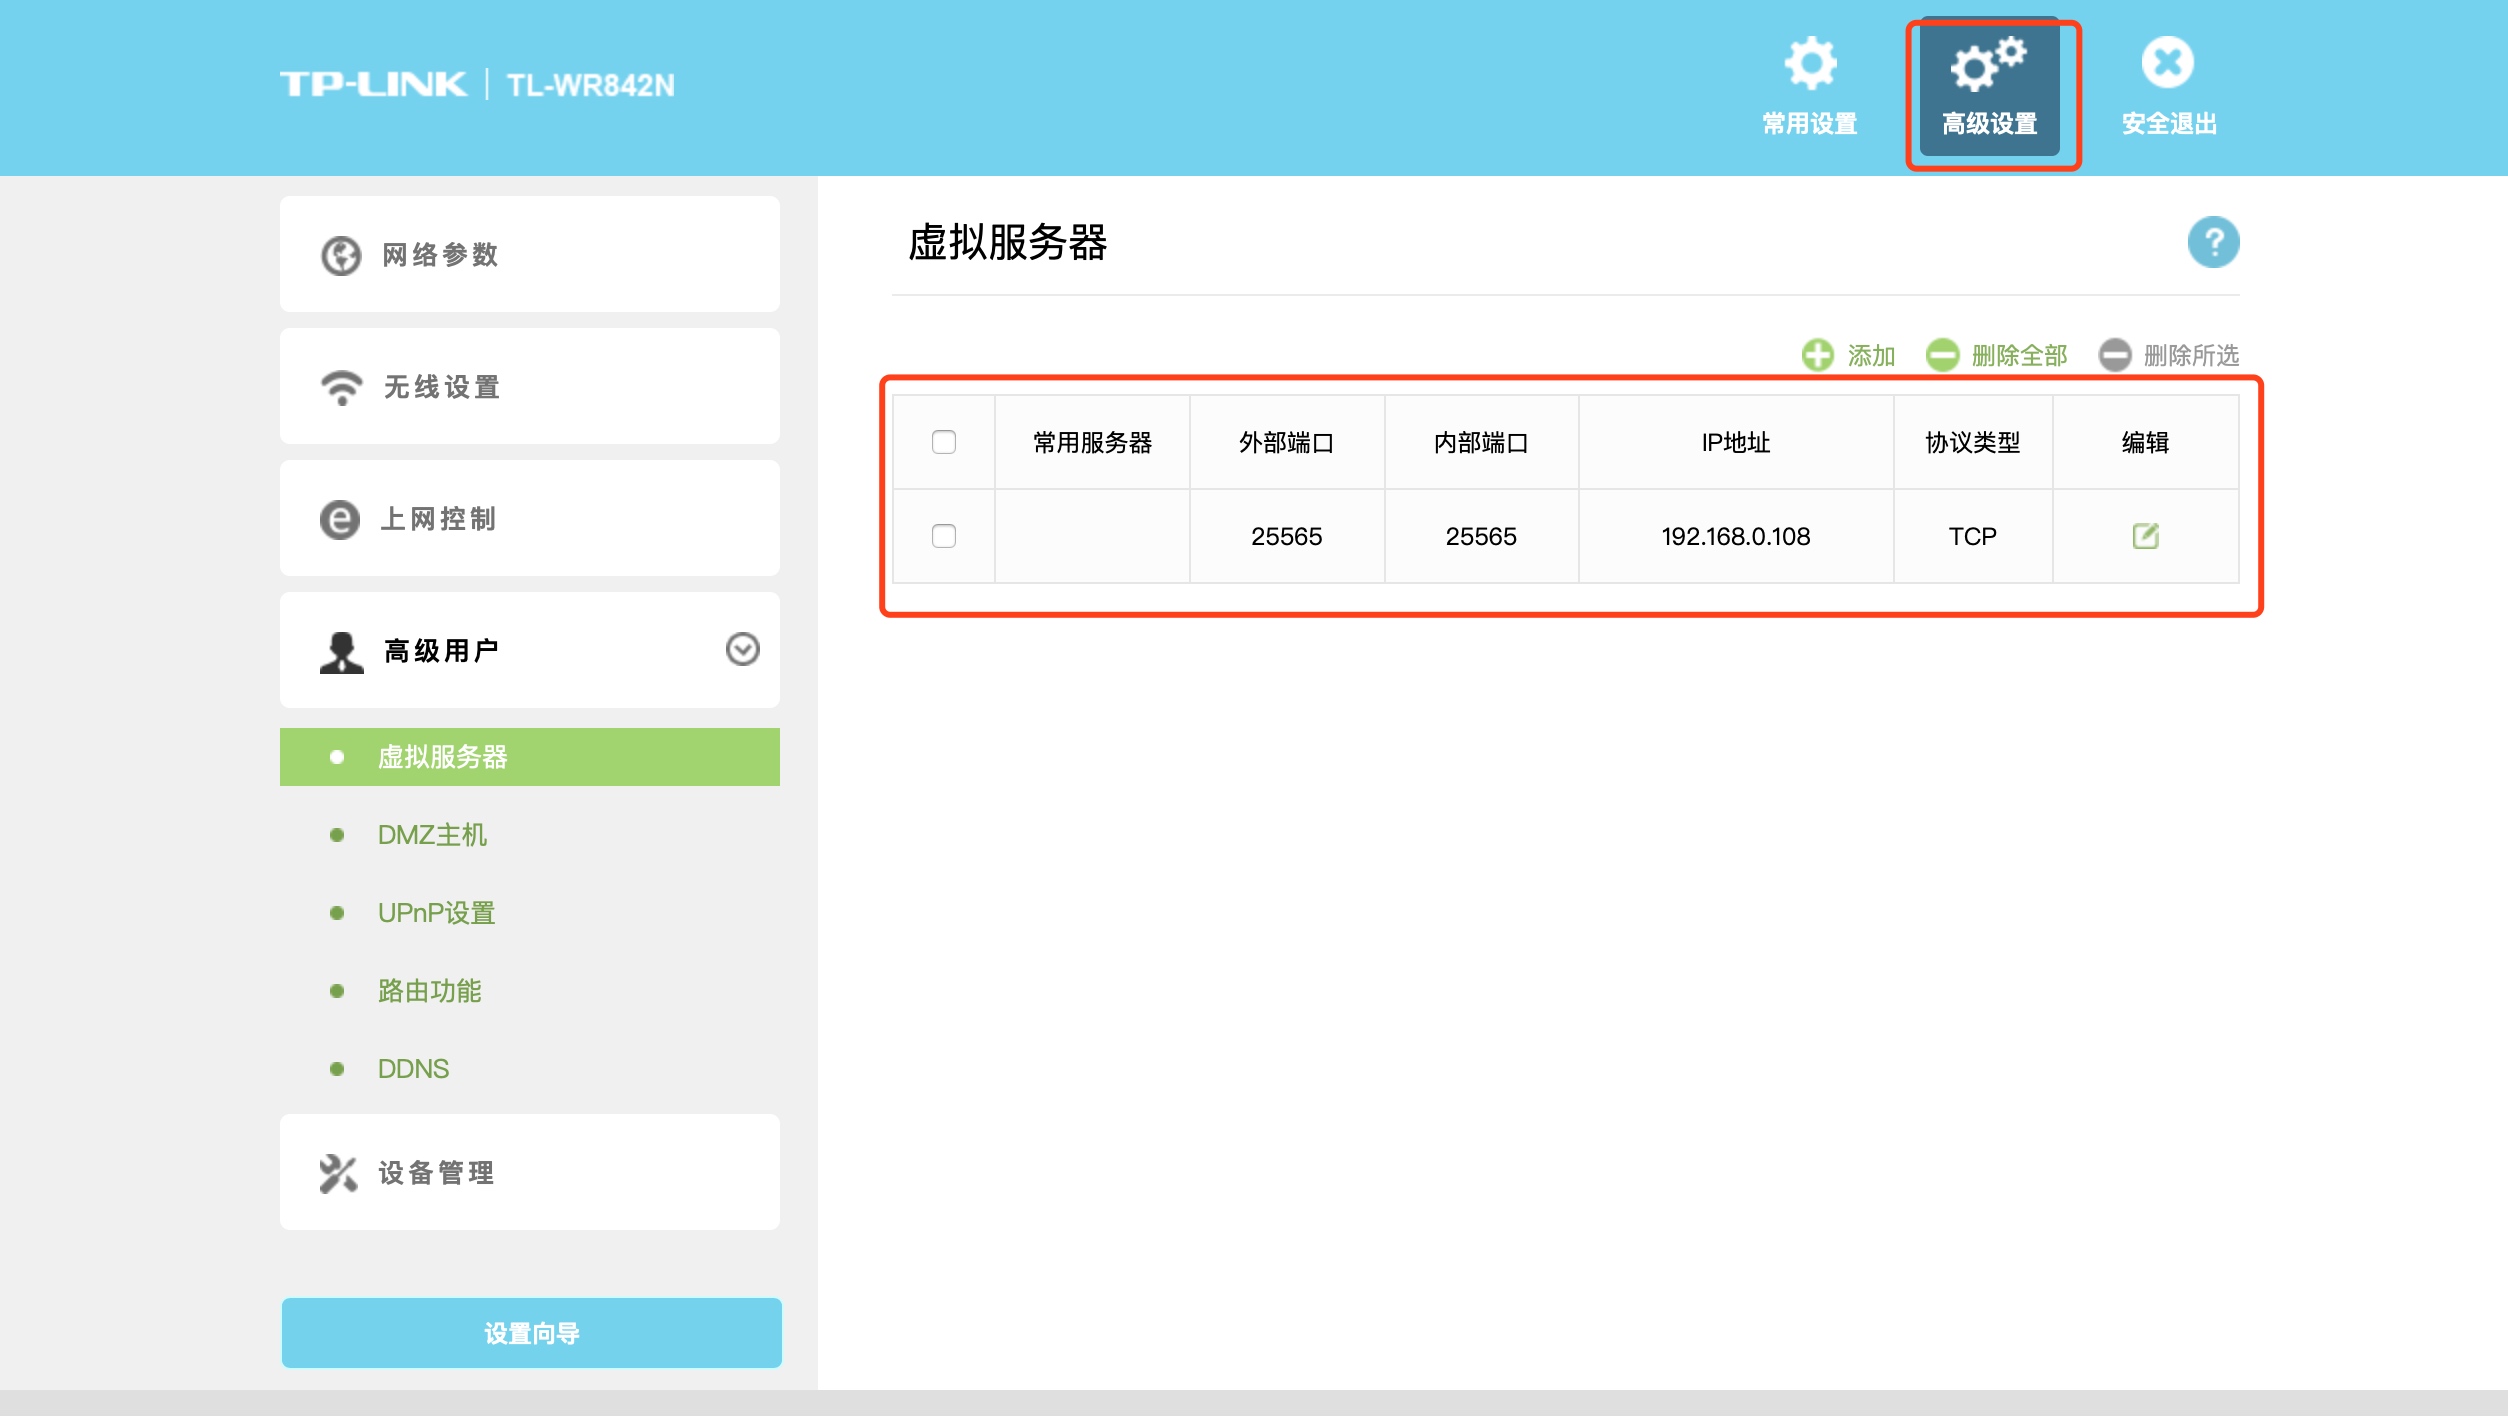 TP-LINK | TL-WR842N
常用设置
高级设置
安全退出
网络参数
无线设置
上网控制
高级用户
虚拟服务器
DMZ主机
UPnP设置
路由功能
DDNS
设备管理
设置向导
虚拟服务器
?
添加 删除全部 删除所选
常用服务器 外部端口 内部端口 IP地址 协议类型 编辑
25565 25565 192.168.0.108 TCP